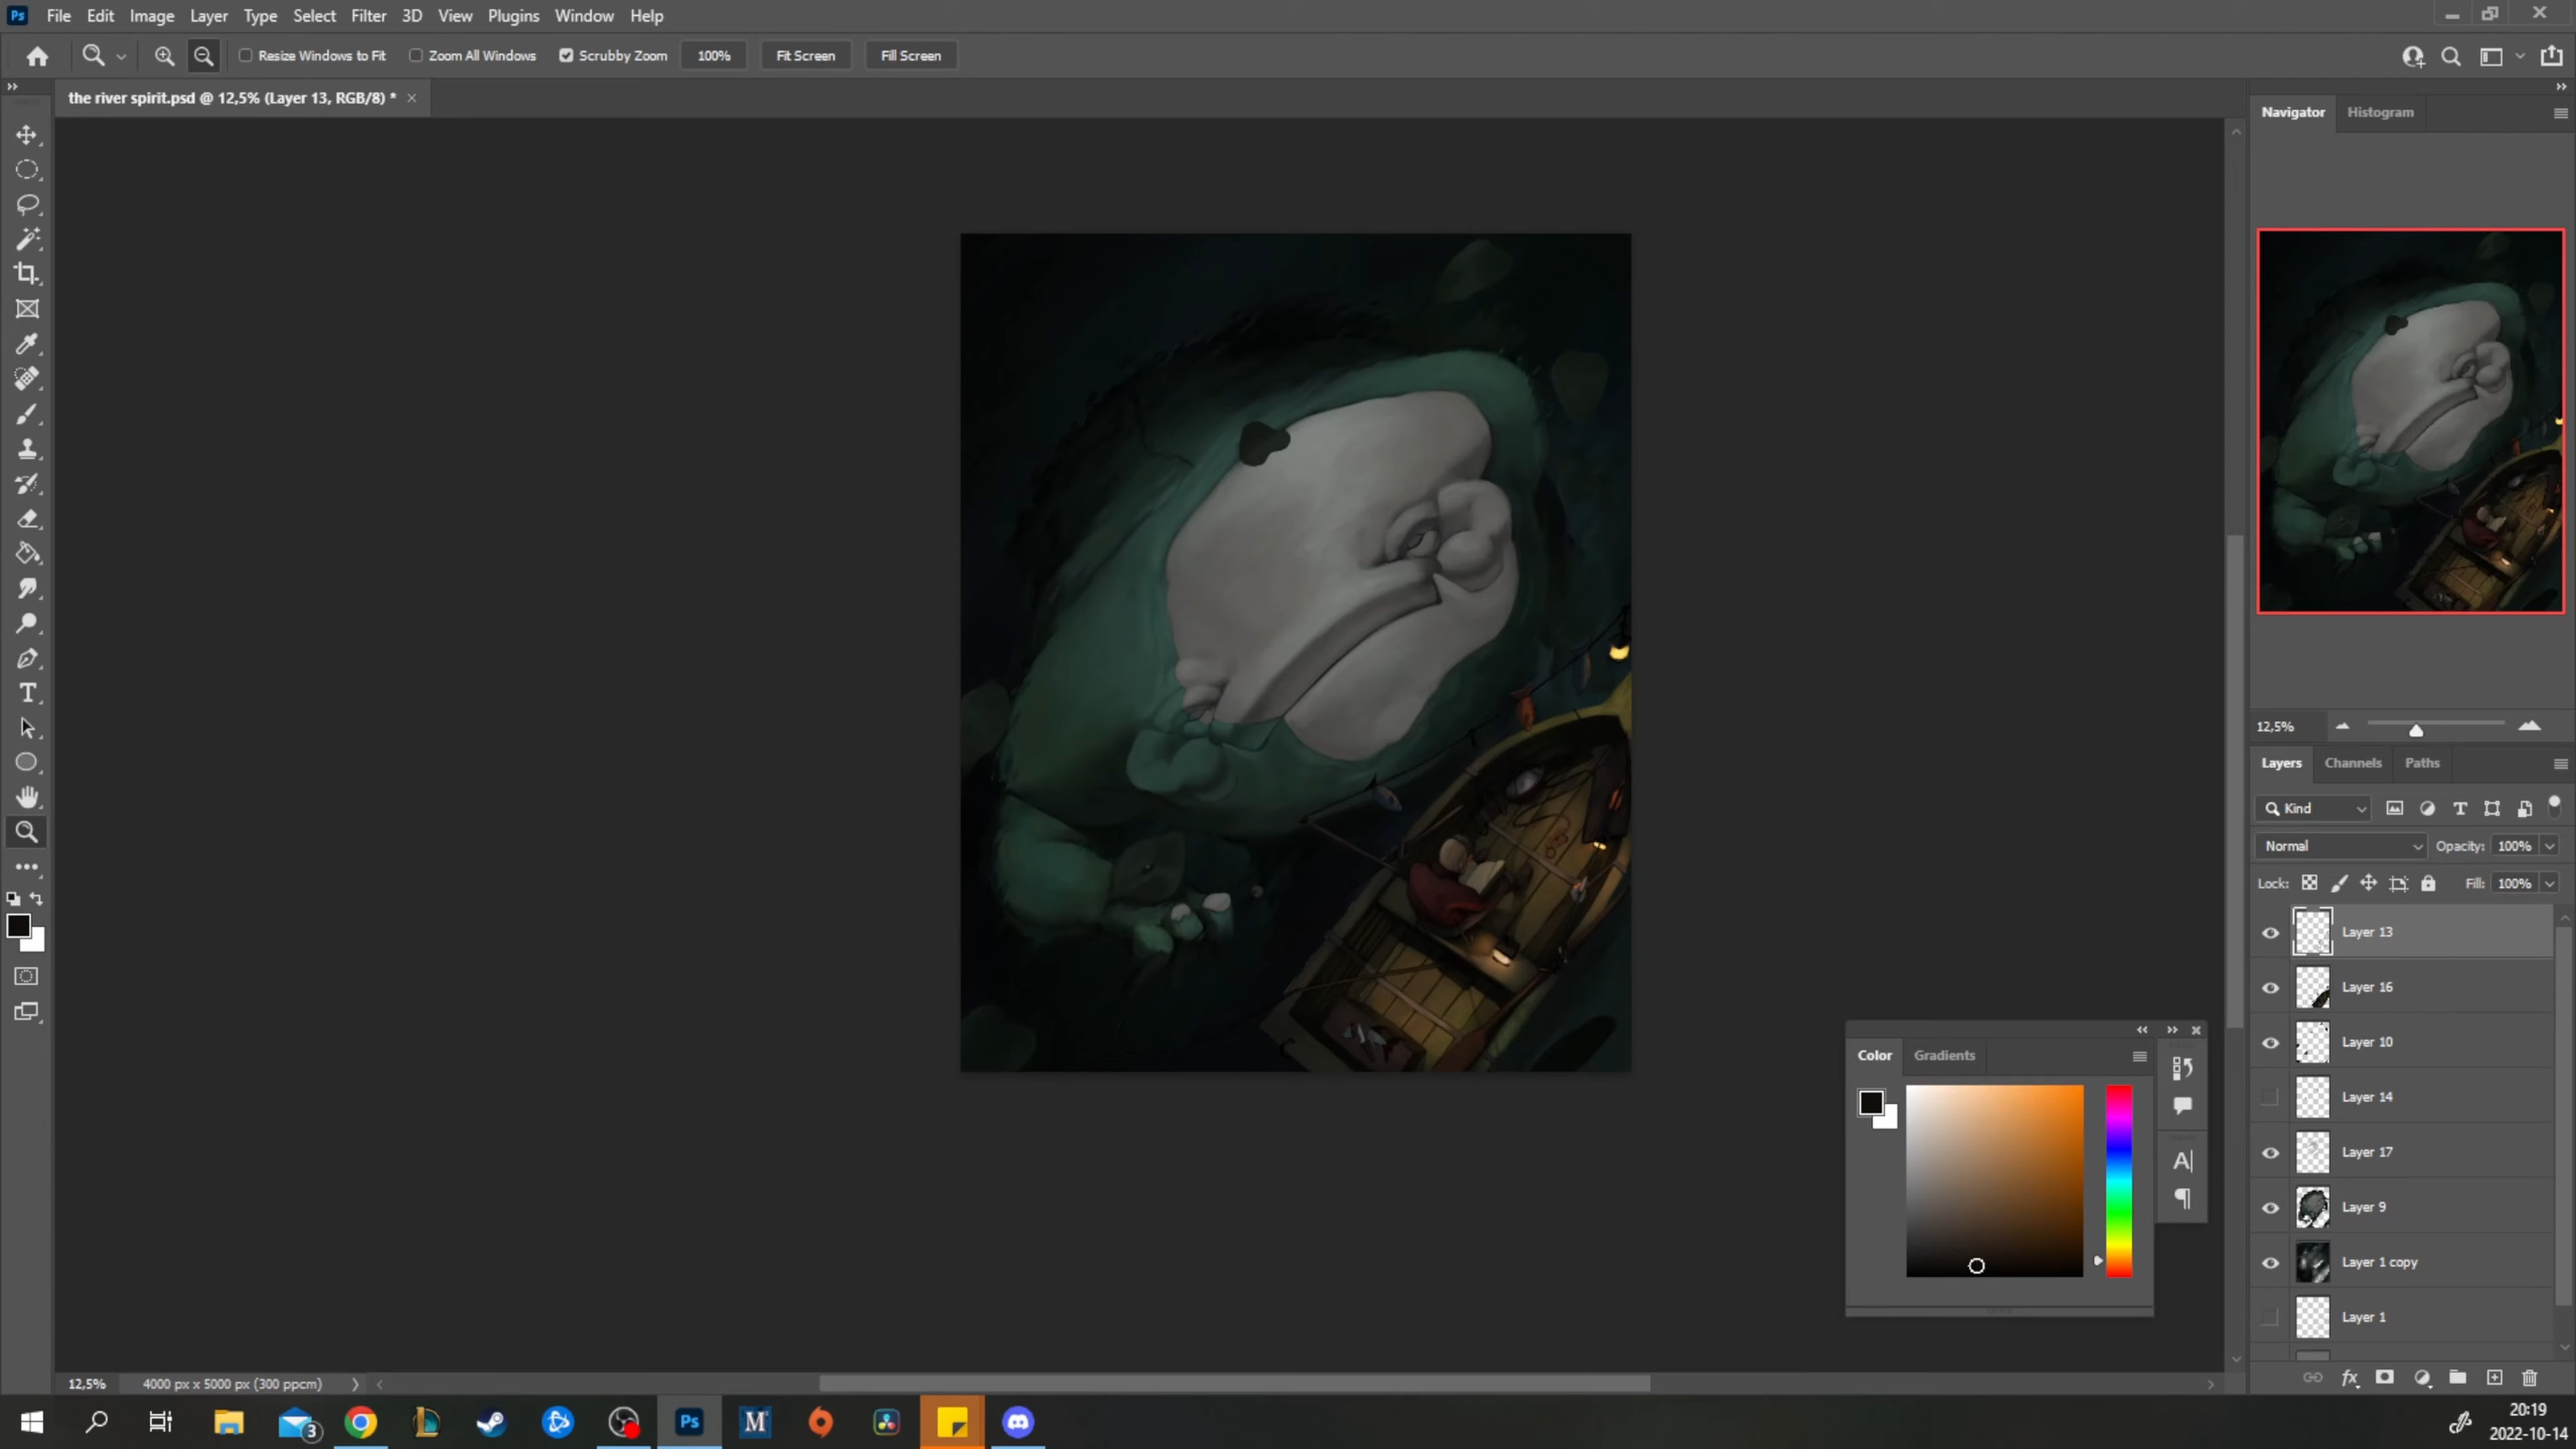 Ps File Edit Image Layer Type Select Filter 3D View Plugins Window Help
Resize Windows to Fit Zoom All Windows Scrubby Zoom 100% Fit Screen Fill Screen
the river spirit.psd @ 12,5% (Layer 13, RGB/8) * ×
Navigator Histogram
12,5%
Layers Channels Paths
Kind
Normal Opacity: 100%
Lock: Fill: 100%
Layer 13
Layer 16
Layer 10
Layer 14
Layer 17
Layer 9
Layer 1 copy
Layer 1
Color Gradients
12,5% 4000 px x 5000 px (300 ppcm)
3
Ps
M
20:19
2022-10-14